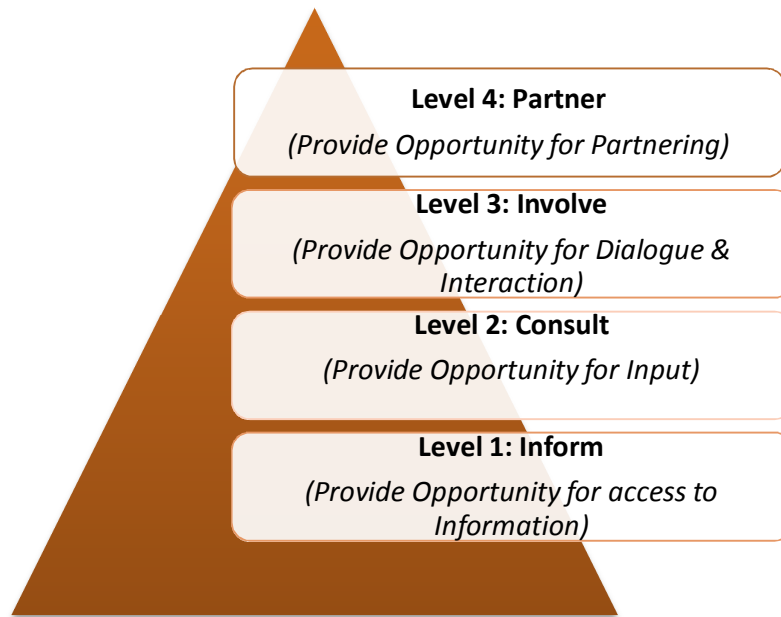 Level 4: Partner
(Provide Opportunity for Partnering)
Level 3: Involve
(Provide Opportunity for Dialogue &
Interaction)
Level 2: Consult
(Provide Opportunity for Input)
Level 1: Inform
(Provide Opportunity for access to
Information)